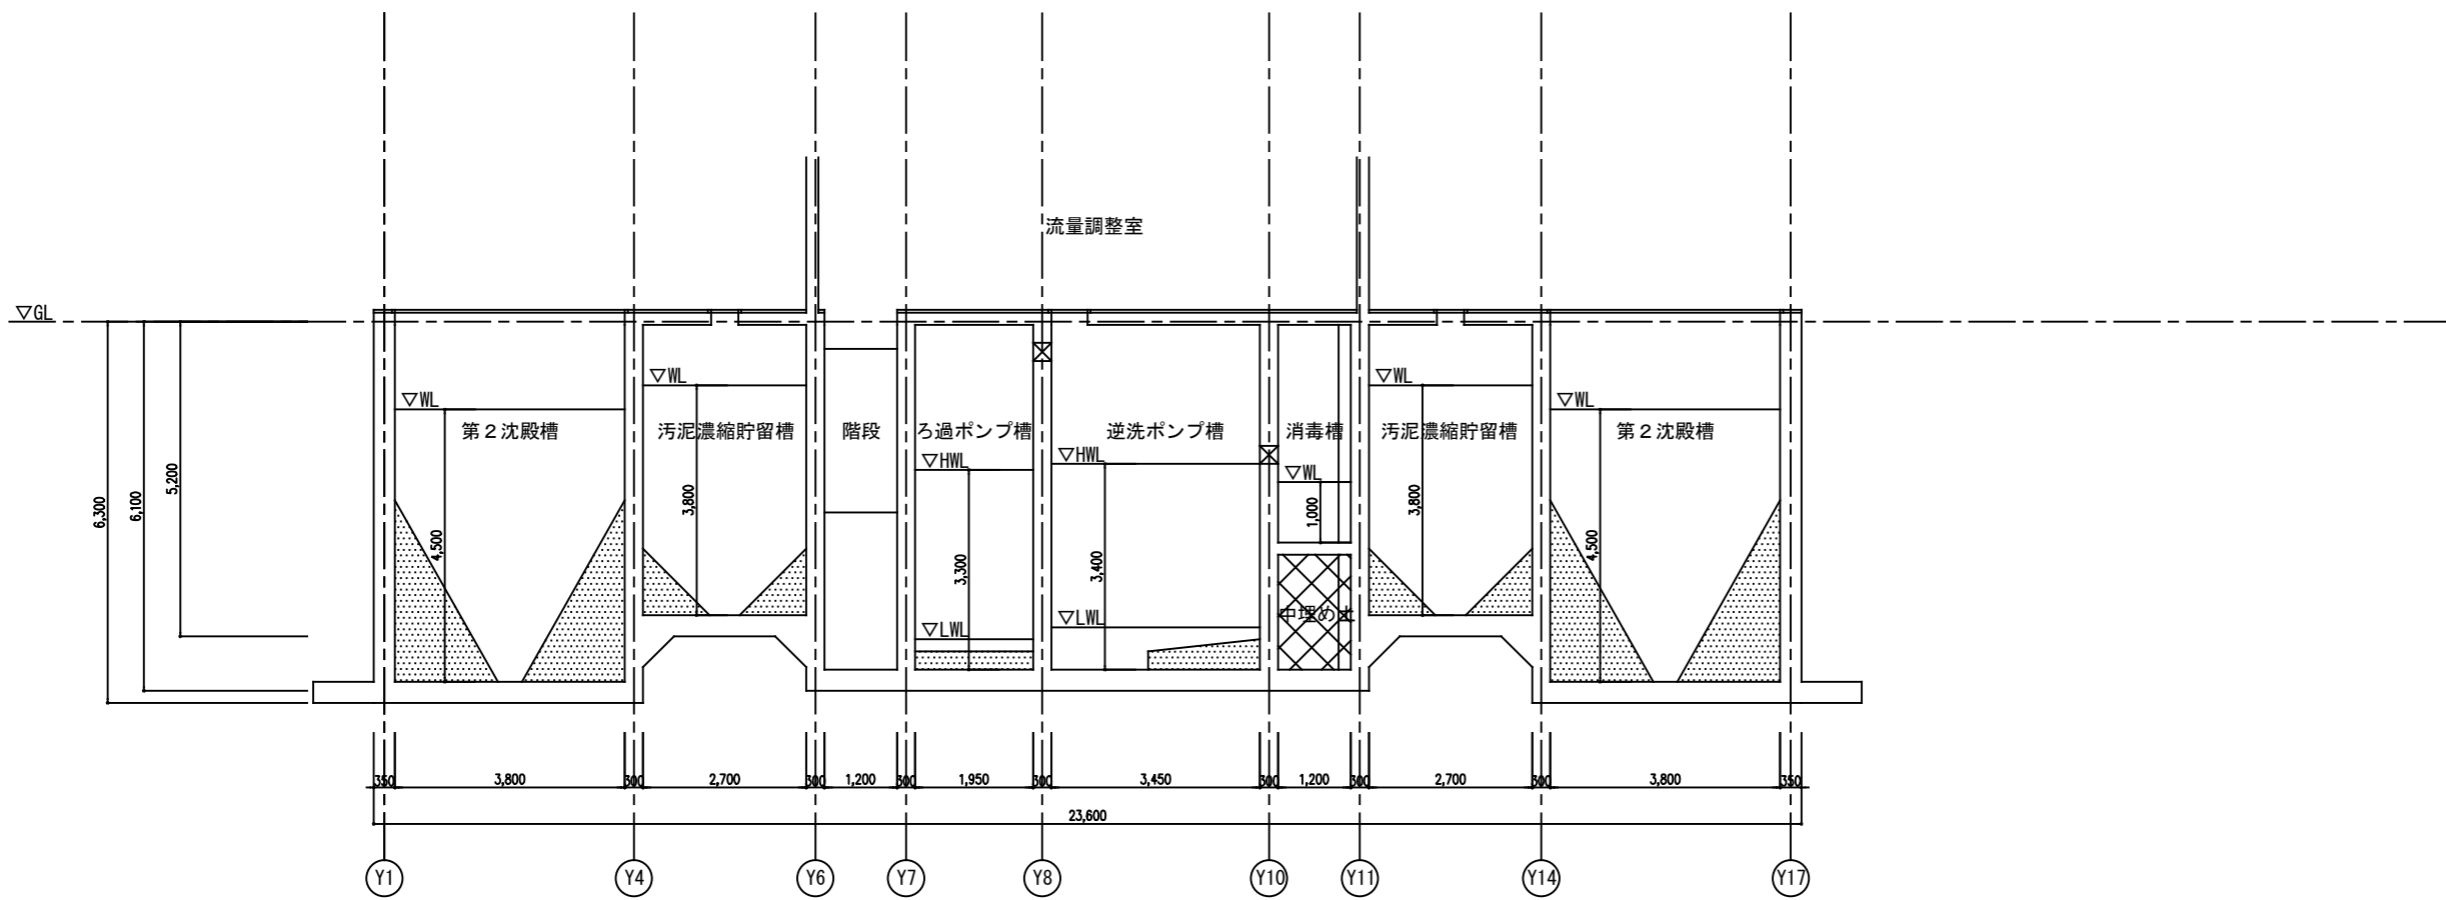 流量調整室
▽GL
▽WL
▽WL
▽WL
▽WL
第２沈殿槽
汚泥濃縮貯留槽
階段
ろ過ポンプ槽
逆洗ポンプ槽
消毒槽
汚泥濃縮貯留槽
第２沈殿槽
▽HWL
▽HWL
▽WL
6,300
6,100
5,200
4,500
3,800
3,300
3,400
1,000
3,800
4,500
▽LWL
▽LWL
中埋め土
350
3,800
300
2,700
300
1,200
300
1,950
300
3,450
300
1,200
300
2,700
300
3,800
350
23,600
Y1
Y4
Y6
Y7
Y8
Y10
Y11
Y14
Y17